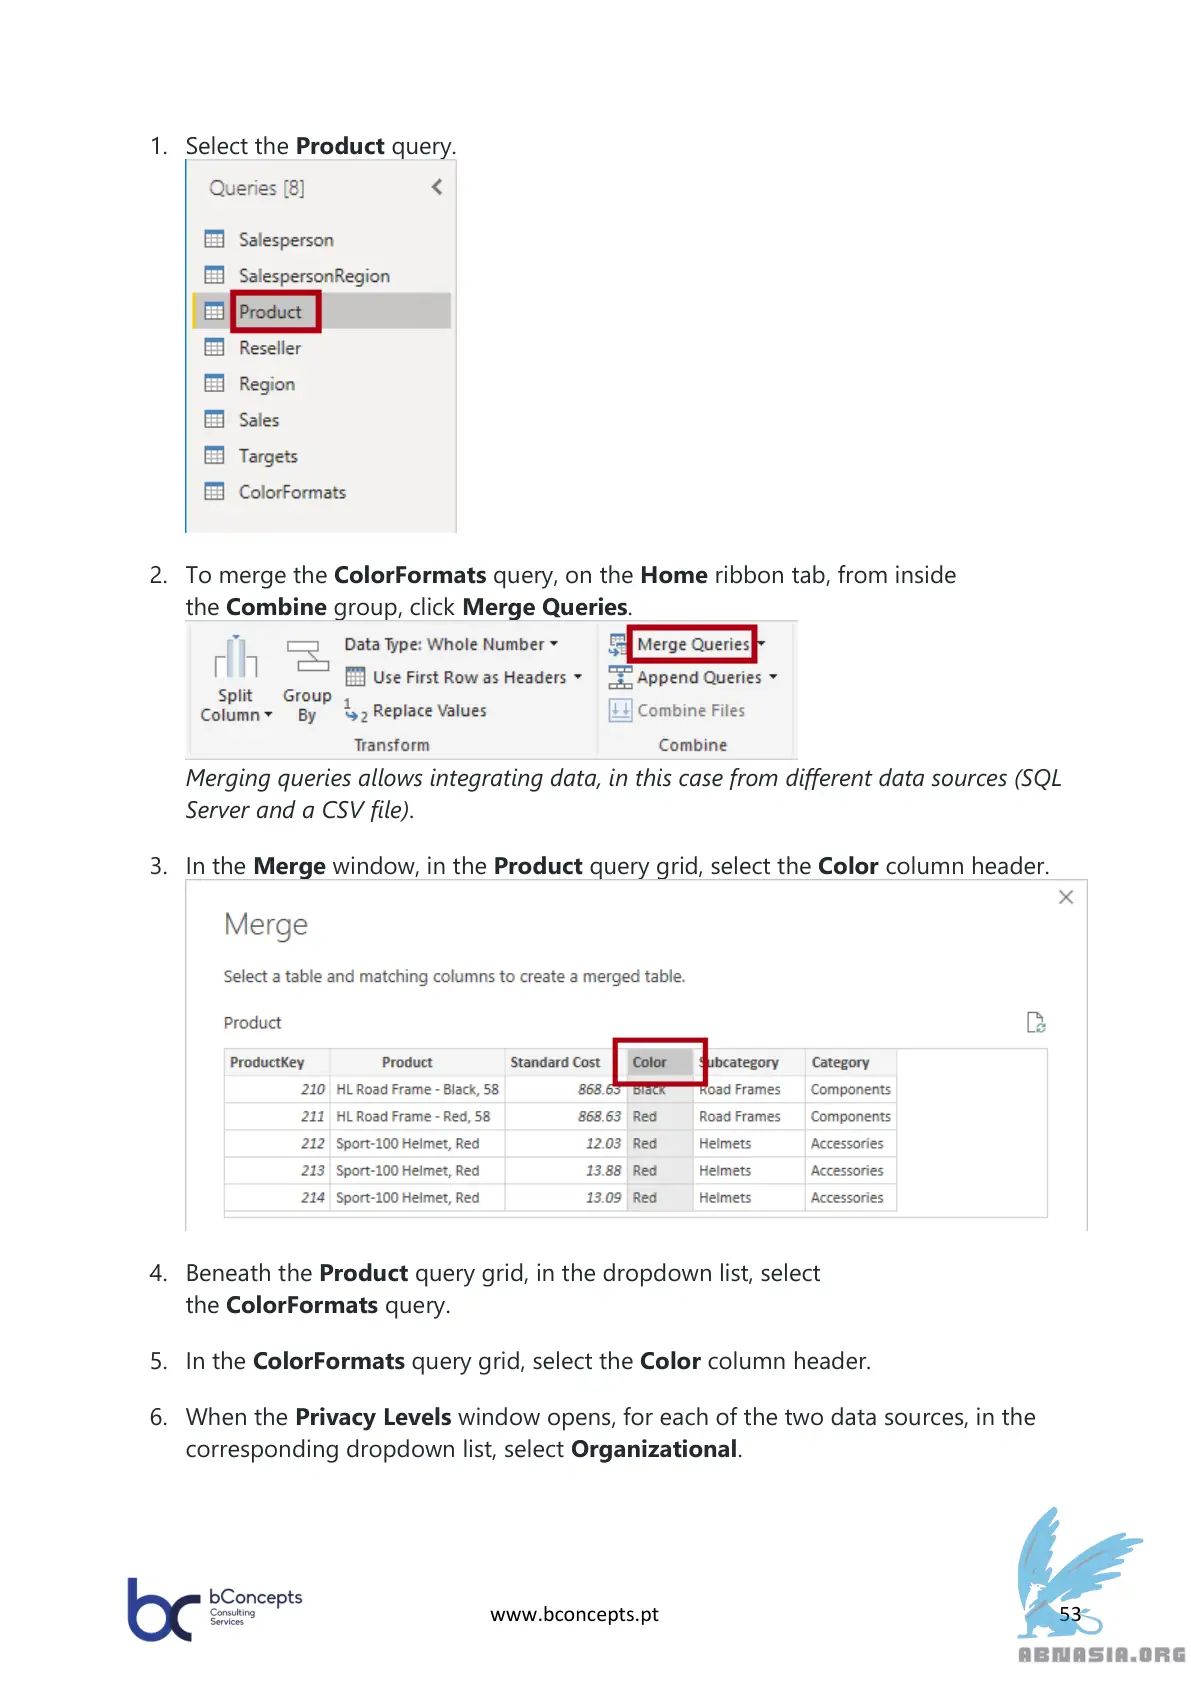 1. Select the Product query.
Queries [8]
Salesperson
SalespersonRegion
Product
Reseller
Region
Sales
Targets
ColorFormats
2. To merge the ColorFormats query, on the Home ribbon tab, from inside
the Combine group, click Merge Queries.
Data Type: Whole Number
Use First Row as Headers
1 2 Replace Values
Split Column
Group By
Transform
Merge Queries
Append Queries
Combine Files
Combine
Merging queries allows integrating data, in this case from different data sources (SQL
Server and a CSV file).
3. In the Merge window, in the Product query grid, select the Color column header.
Merge
Select a table and matching columns to create a merged table.
Product
ProductKey Product Standard Cost Color Subcategory Category
210 HL Road Frame - Black, 58 868.63 Black Road Frames Components
211 HL Road Frame - Red, 58 868.63 Red Road Frames Components
212 Sport-100 Helmet, Red 12.03 Red Helmets Accessories
213 Sport-100 Helmet, Red 13.88 Red Helmets Accessories
214 Sport-100 Helmet, Red 13.09 Red Helmets Accessories
4. Beneath the Product query grid, in the dropdown list, select
the ColorFormats query.
5. In the ColorFormats query grid, select the Color column header.
6. When the Privacy Levels window opens, for each of the two data sources, in the
corresponding dropdown list, select Organizational.
bc
bConcepts
Consulting
Services
www.bconcepts.pt
53
ABNASIA.ORG